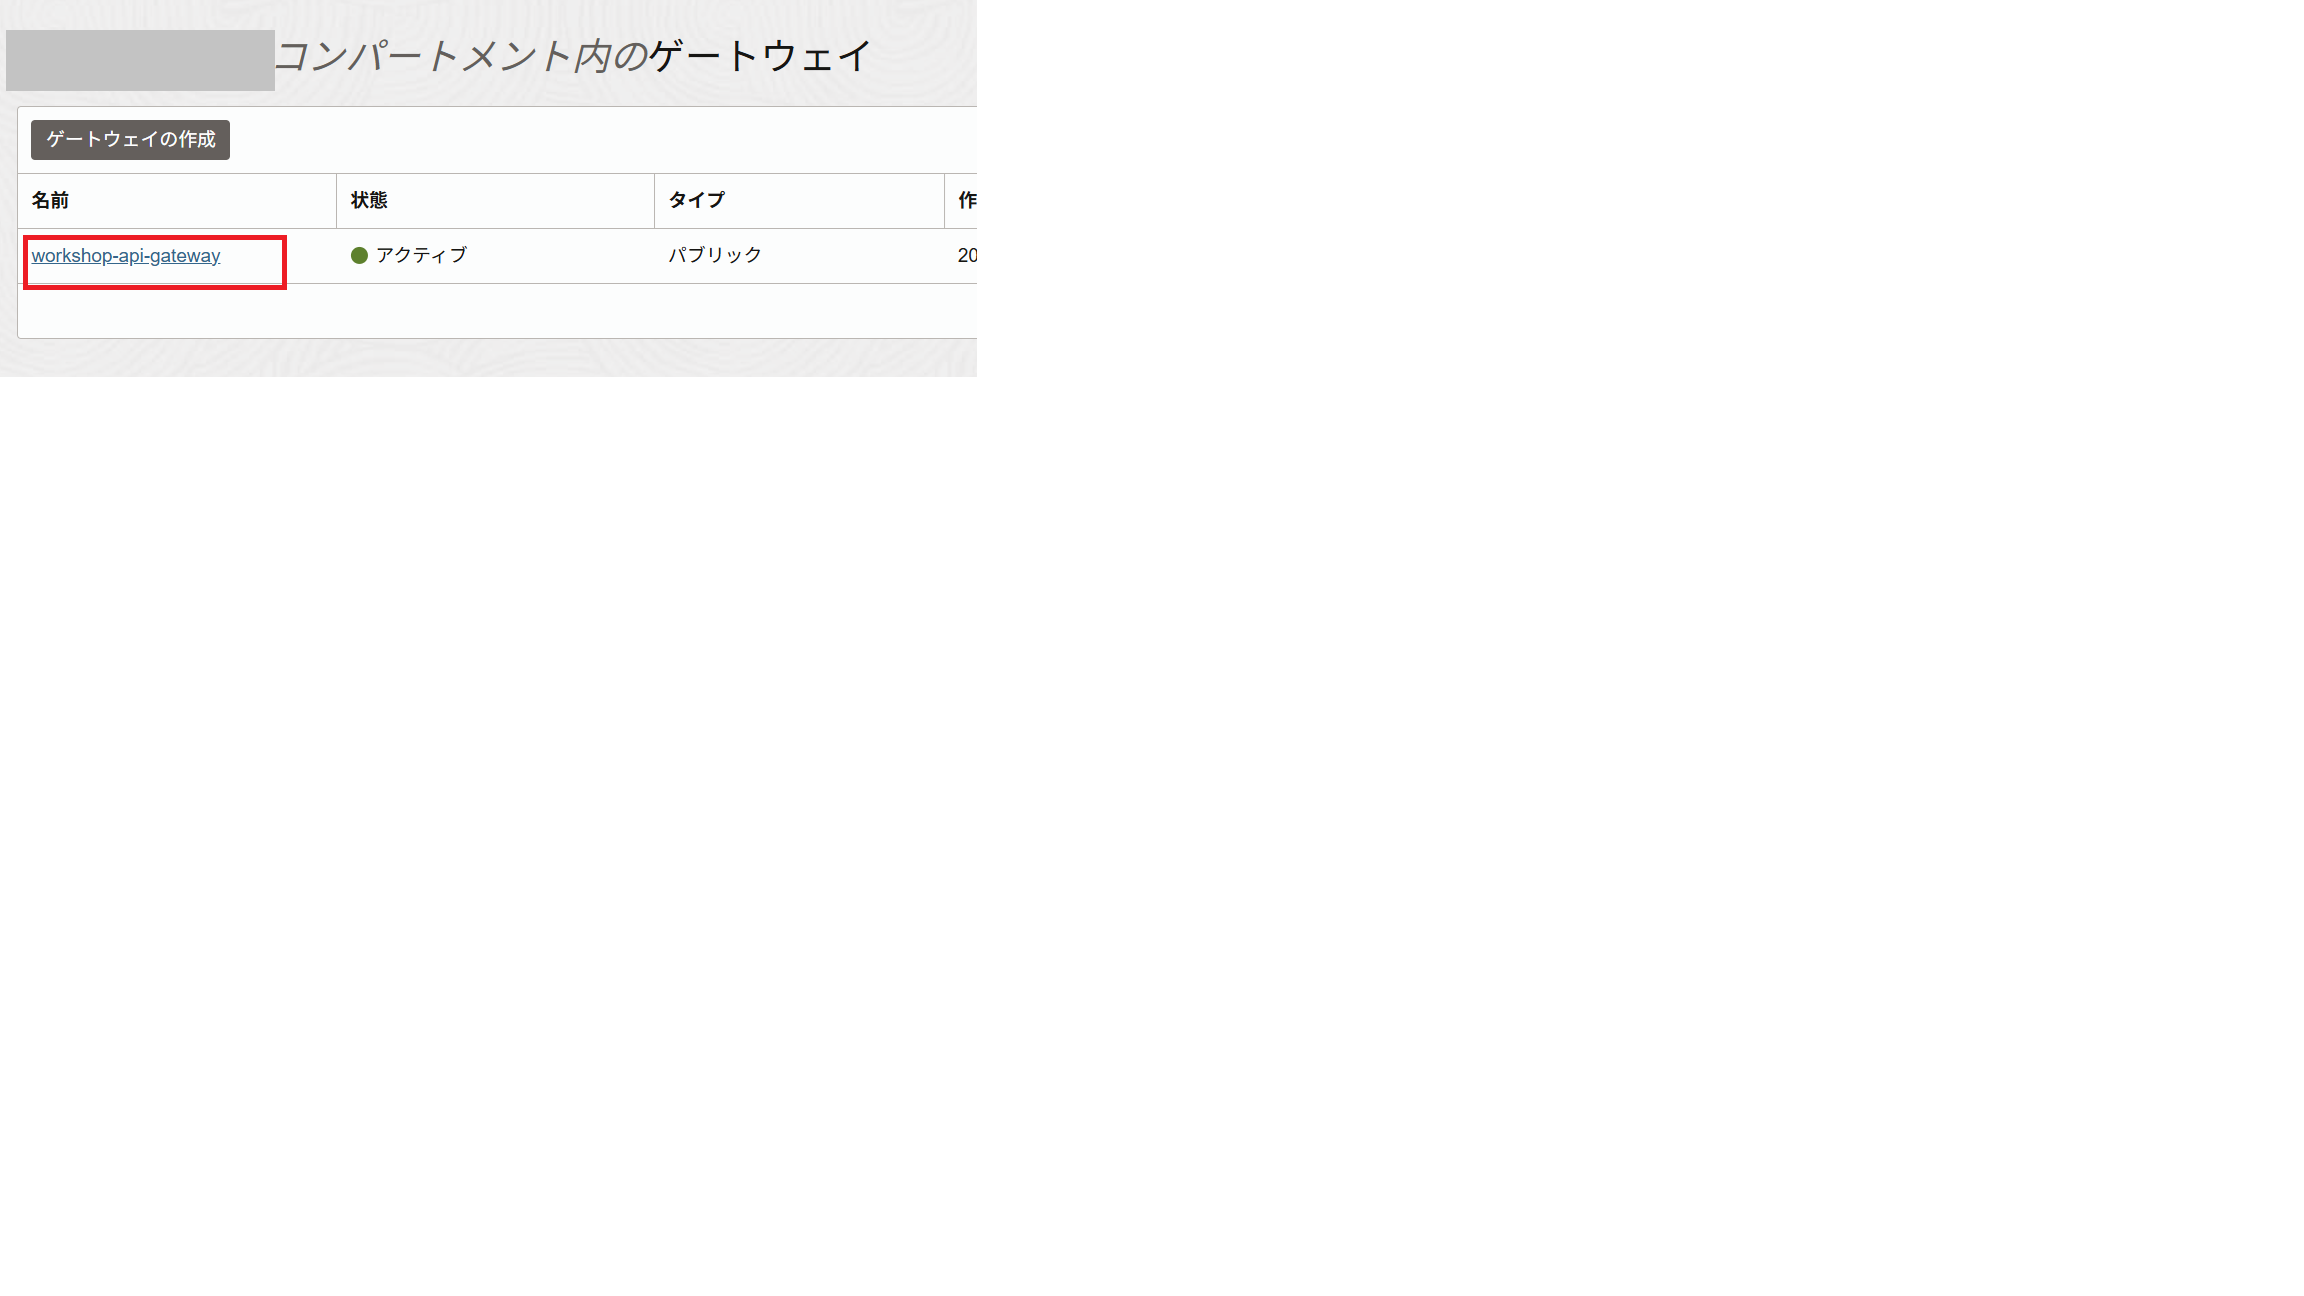 コンパートメント内のゲートウェイ
ゲートウェイの作成
名前 状態 タイプ 作
workshop-api-gateway アクティブ パブリック 20